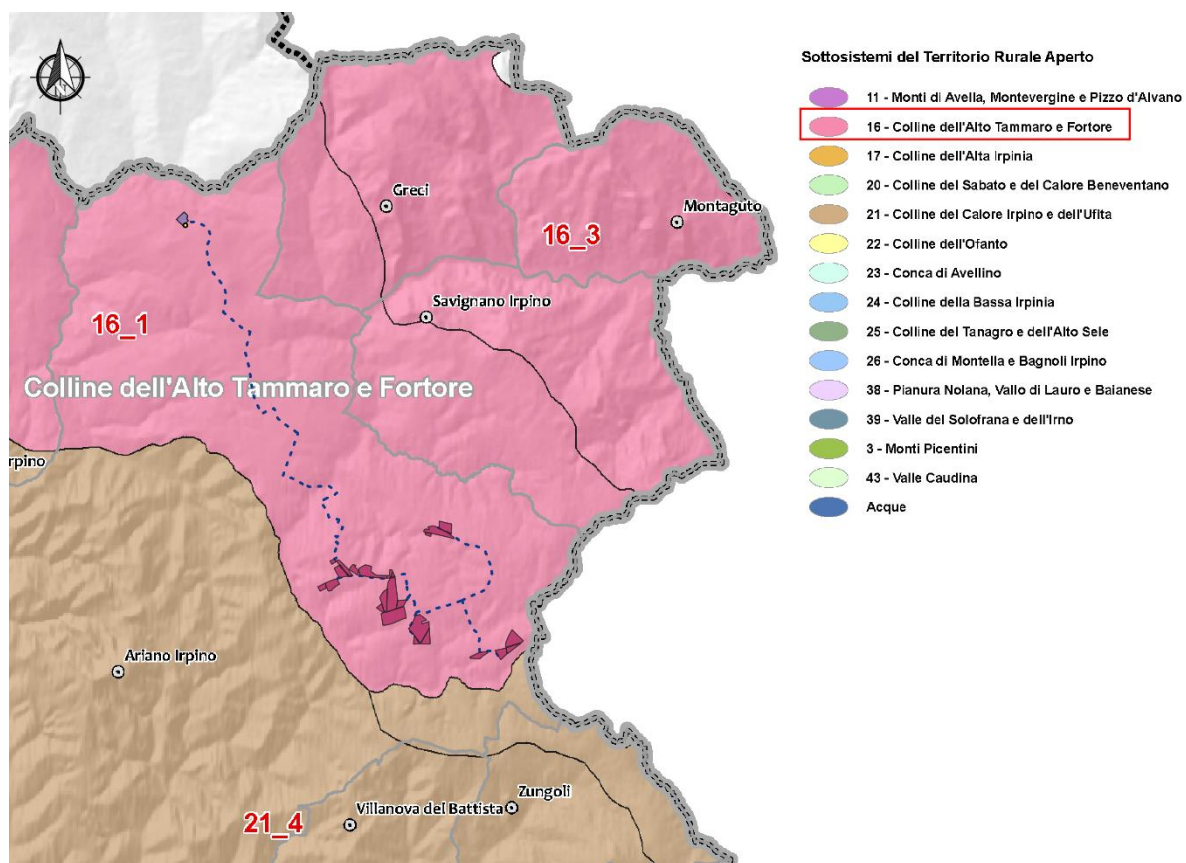 N
Greci
Montaguto
16_3
Savignano Irpino
16_1
Colline dell'Alto Tammaro e Fortore
rpino
Ariano Irpino
Zungoli
Villanova del Battista
21_4
Sottosistemi del Territorio Rurale Aperto
11 - Monti di Avella, Montevergine e Pizzo d'Alvano
16 - Colline dell'Alto Tammaro e Fortore
17 - Colline dell'Alta Irpinia
20 - Colline del Sabato e del Calore Beneventano
21 - Colline del Calore Irpino e dell'Ufita
22 - Colline dell'Ofanto
23 - Conca di Avellino
24 - Colline della Bassa Irpinia
25 - Colline del Tanagro e dell'Alto Sele
26 - Conca di Montella e Bagnoli Irpino
38 - Pianura Nolana, Vallo di Lauro e Baianese
39 - Valle del Solofrana e dell'Irno
3 - Monti Picentini
43 - Valle Caudina
Acque